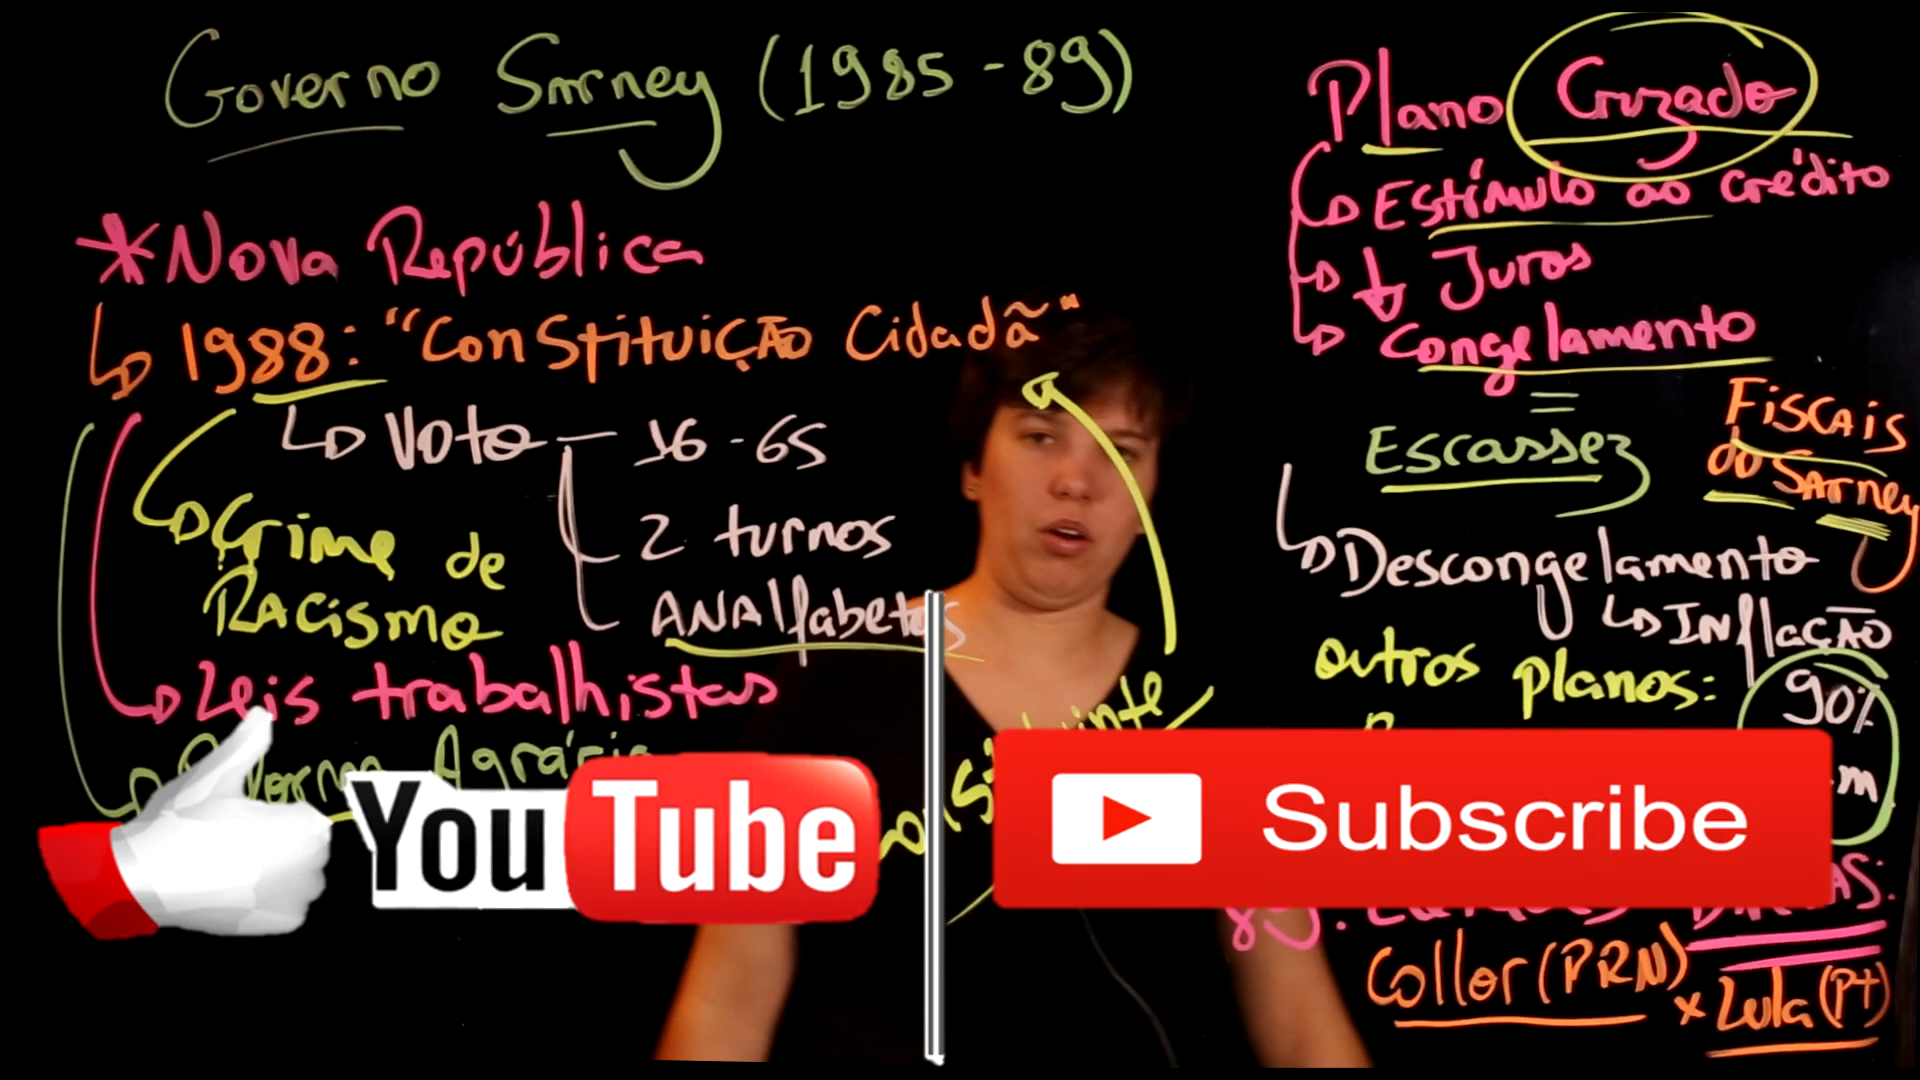 Governo Sarney (1985-89)
*Nova República
↳ 1988: "Constituição Cidadã"
↳ Voto — 16-65
2 turnos
Analfabetos
Crime de
Racismo
Leis trabalhistas
Agrária
YouTube
Plano Cruzado
Estímulo ao crédito
↓ Juros
Congelamento
=
Escassez
Fiscais
do Sarney
Descongelamento
↳ Inflação
outros planos:
90%
m
Subscribe
Collor (PRN)
x Lula (PT)